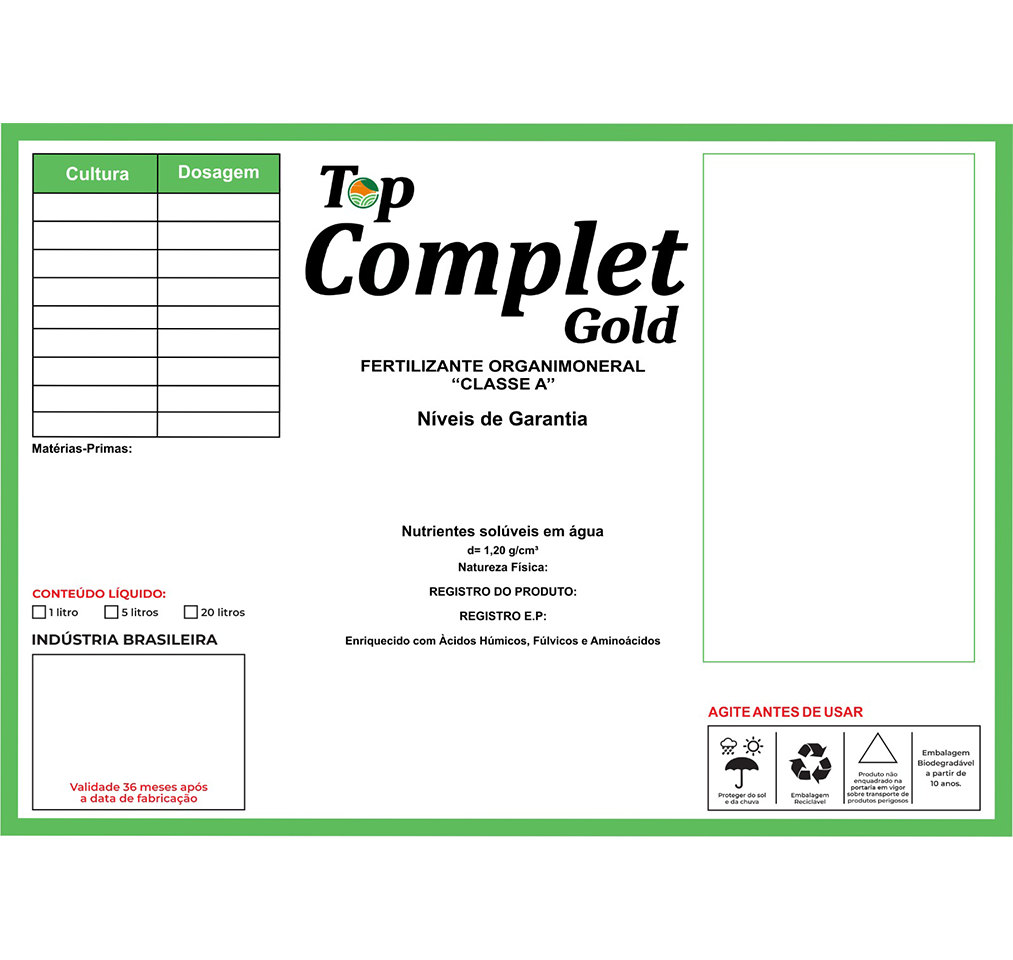 Cultura
Dosagem
Matérias-Primas:
CONTEÚDO LÍQUIDO:
1 litro 5 litros 20 litros
INDÚSTRIA BRASILEIRA
Validade 36 meses após
a data de fabricação
Top
Complet
Gold
FERTILIZANTE ORGANIMONERAL
“CLASSE A”
Níveis de Garantia
Nutrientes solúveis em água
d= 1,20 g/cm³
Natureza Física:
REGISTRO DO PRODUTO:
REGISTRO E.P:
Enriquecido com Àcidos Húmicos, Fúlvicos e Aminoácidos
AGITE ANTES DE USAR
Proteger do sol
e da chuva
Embalagem
Reciclável
Produto não
enquadrado na
portaria em vigor
sobre transporte de
produtos perigosos
Embalagem
Biodegradável
a partir de
10 anos.